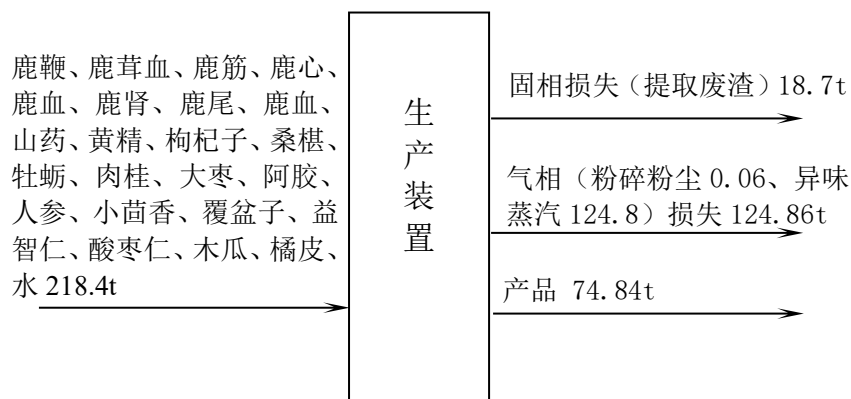 鹿鞭、鹿茸血、鹿筋、鹿心、
鹿血、鹿肾、鹿尾、鹿血、
山药、黄精、枸杞子、桑椹、
牡蛎、肉桂、大枣、阿胶、
人参、小茴香、覆盆子、益
智仁、酸枣仁、木瓜、橘皮、
水 218.4t
生产装置
固相损失（提取废渣）18.7t
气相（粉碎粉尘 0.06、异味
蒸汽 124.8）损失 124.86t
产品 74.84t